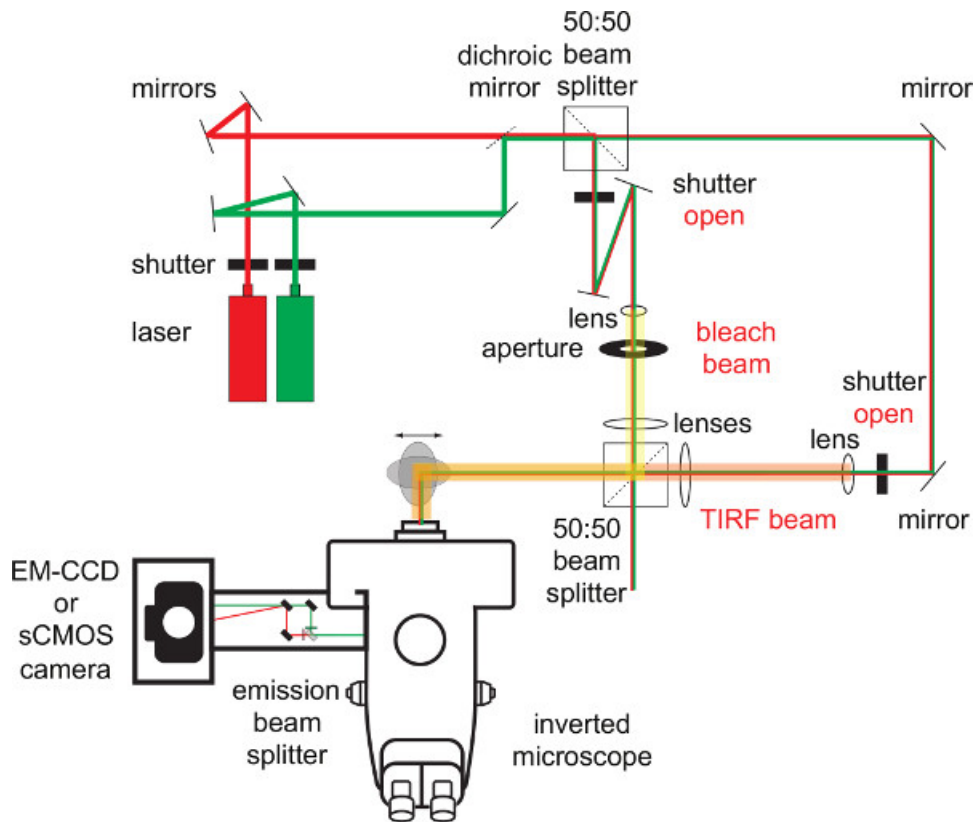 50:50
beam
splitter
dichroic
mirror
mirrors
mirror
shutter
open
shutter
laser
lens
aperture
bleach
beam
shutter
open
lenses
lens
TIRF beam
mirror
50:50
beam
splitter
EM-CCD
or
sCMOS
camera
emission
beam
splitter
inverted
microscope